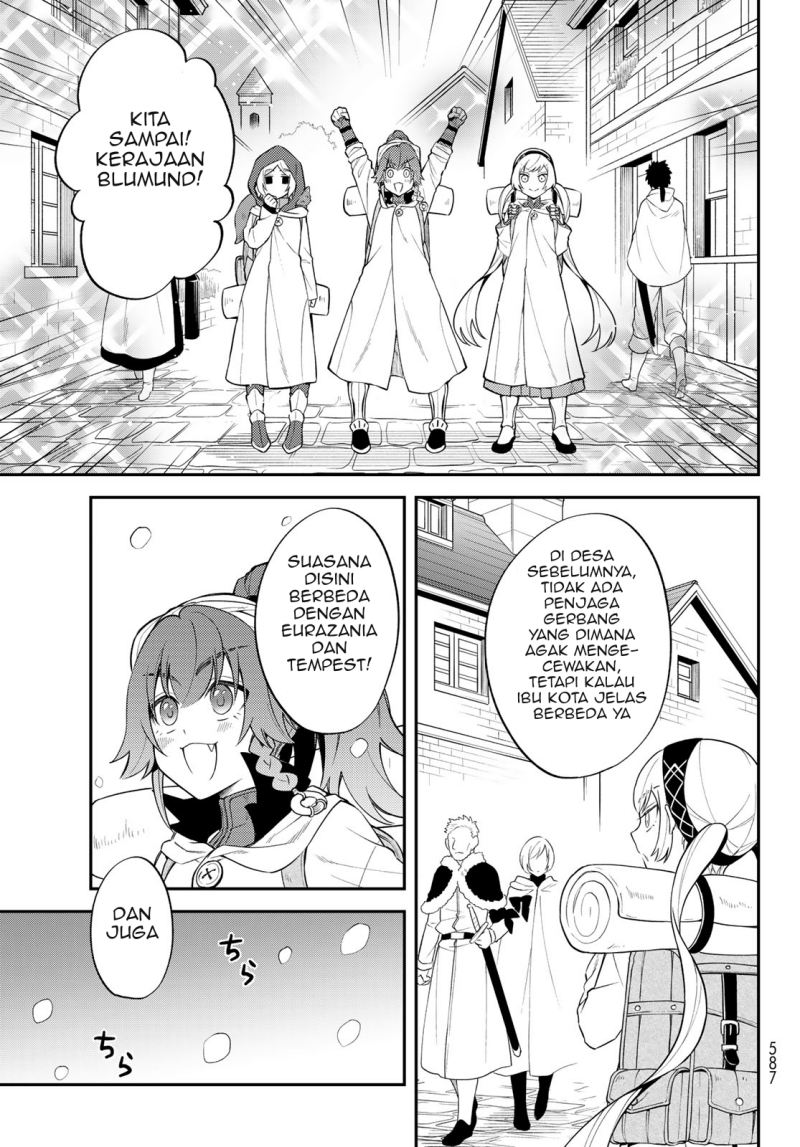 KITA
SAMPAI!
KERAJAAN
BLUMUND!
DI DESA
SEBELUMNYA,
TIDAK ADA
PENJAGA
GERBANG
YANG DIMANA
AGAK MENGE-
CEWAKAN,
TETAPI KALAU
IBU KOTA JELAS
BERBEDA YA
SUASANA
DISINI
BERBEDA
DENGAN
EURAZANIA
DAN
TEMPEST!
DAN
JUGA
ちら
ちら
587